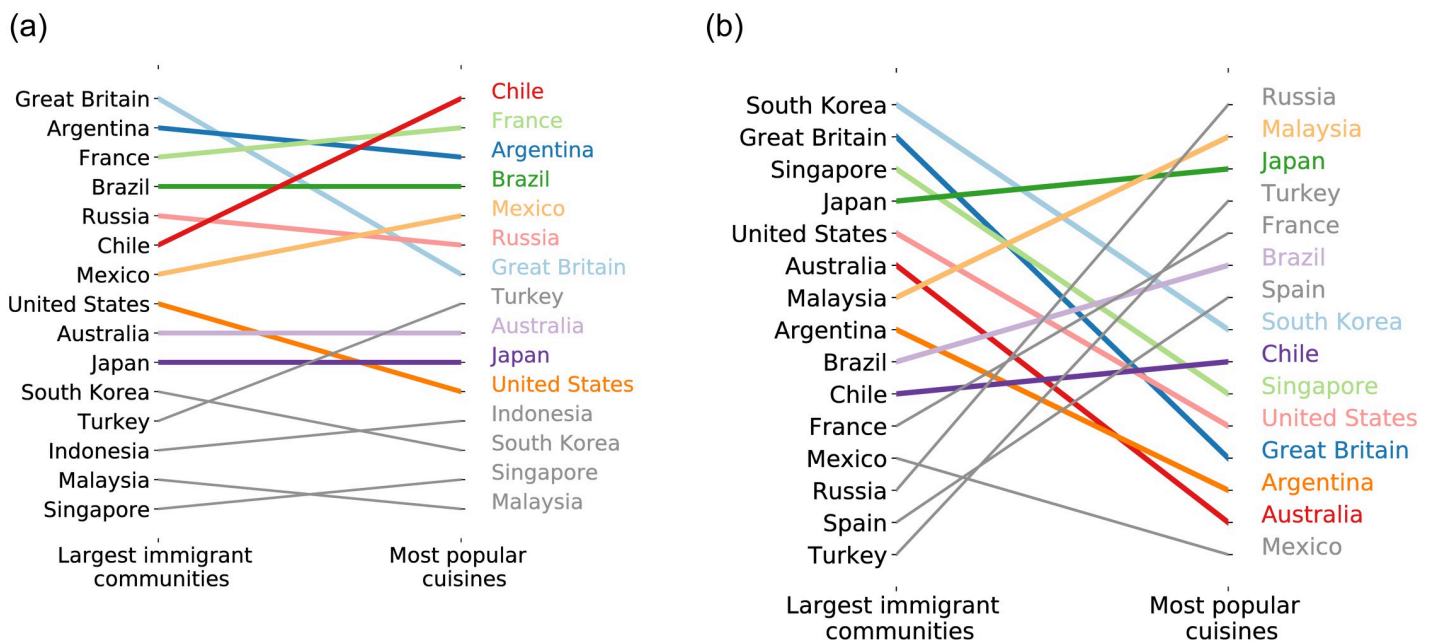 (a)
Great Britain
Argentina
France
Brazil
Russia
Chile
Mexico
United States
Australia
Japan
South Korea
Turkey
Indonesia
Malaysia
Singapore
Chile
France
Argentina
Brazil
Mexico
Russia
Great Britain
Turkey
Australia
Japan
United States
Indonesia
South Korea
Singapore
Malaysia
Largest immigrant
communities
Most popular
cuisines
(b)
South Korea
Great Britain
Singapore
Japan
United States
Australia
Malaysia
Argentina
Brazil
Chile
France
Mexico
Russia
Spain
Turkey
Russia
Malaysia
Japan
Turkey
France
Brazil
Spain
South Korea
Chile
Singapore
United States
Great Britain
Argentina
Australia
Mexico
Largest immigrant
communities
Most popular
cuisines